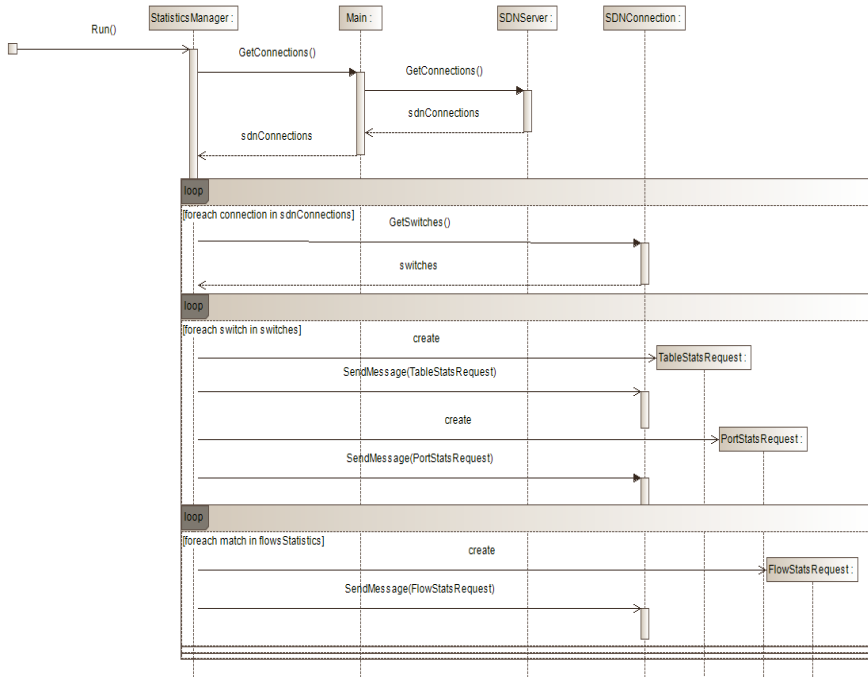 StatisticsManager :
Main :
SDNServer :
SDNConnection :
Run()
GetConnections()
GetConnections()
sdnConnections
sdnConnections
loop
[foreach connection in sdnConnections]
GetSwitches()
switches
loop
[foreach switch in switches]
create
TableStatsRequest :
SendMessage(TableStatsRequest)
create
PortStatsRequest :
SendMessage(PortStatsRequest)
loop
[foreach match in flowsStatistics]
create
FlowStatsRequest :
SendMessage(FlowStatsRequest)